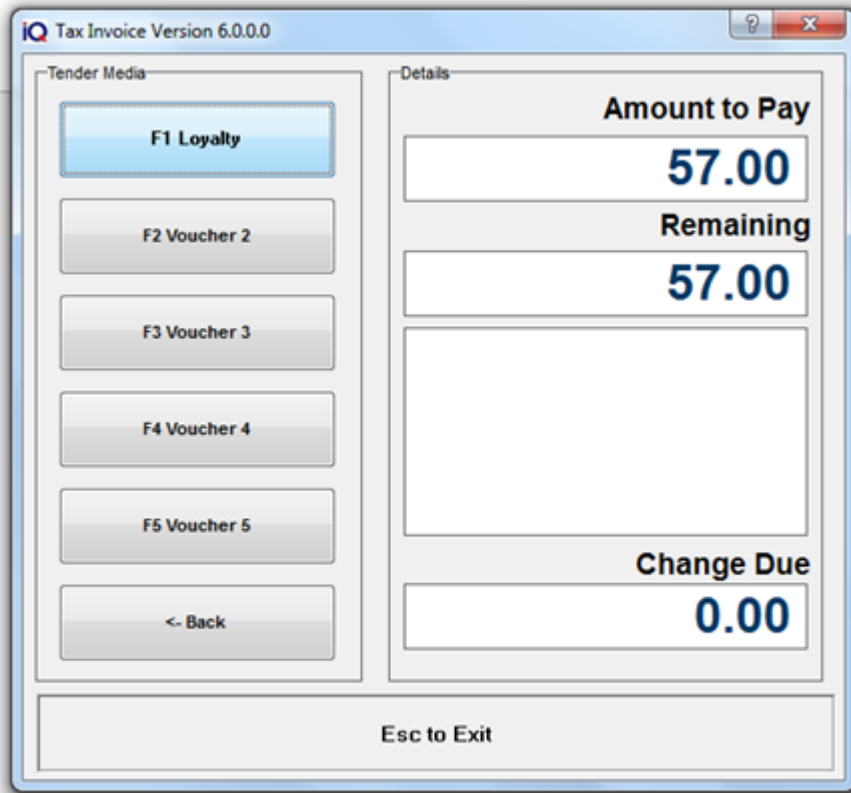 iQ Tax Invoice Version 6.0.0.0
Tender Media
F1 Loyalty
F2 Voucher 2
F3 Voucher 3
F4 Voucher 4
F5 Voucher 5
<- Back
Details
Amount to Pay
57.00
Remaining
57.00
Change Due
0.00
Esc to Exit